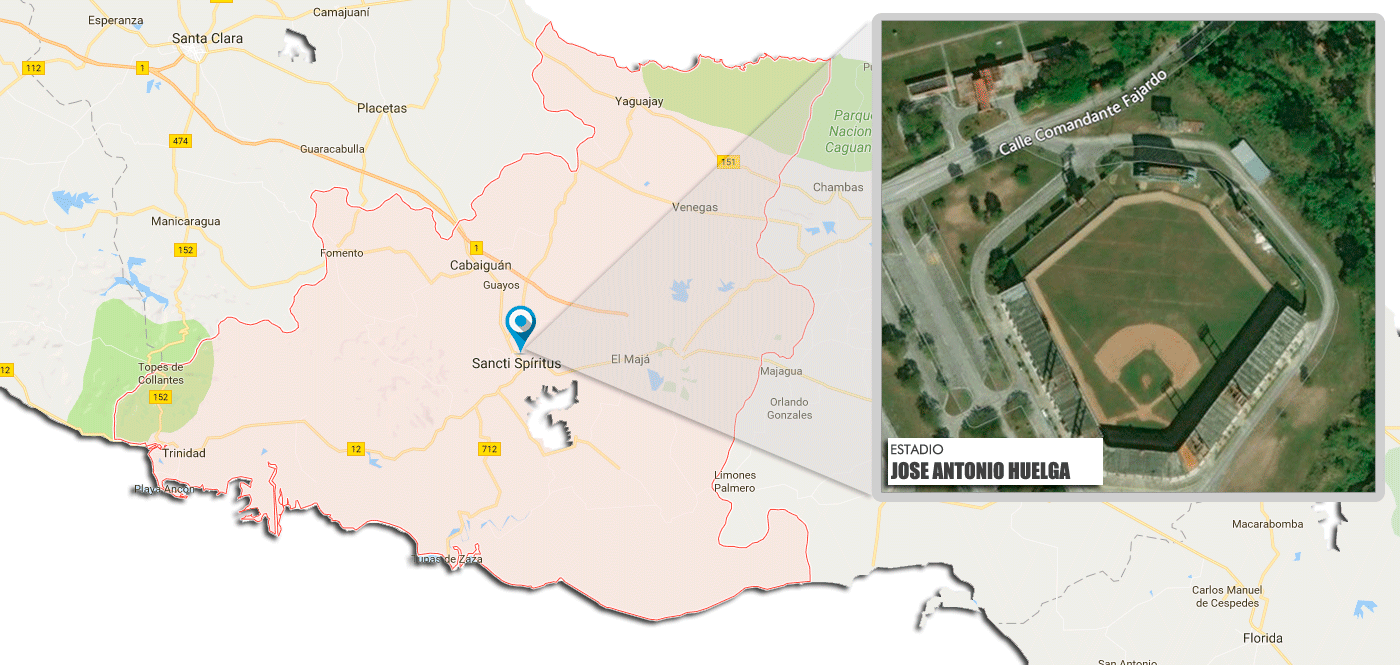 Esperanza
Camajuaní
Santa Clara
112
1
Placetas
Yaguajay
474
Guaracabulla
151
Parque
Nacion
Caguan
Chambas
Manicaragua
Venegas
152
Fomento
1
Cabaiguán
Guayos
Sancti Spíritus
El Majá
12
Topes de
Collantes
152
Majagua
Orlando
Gonzales
Trinidad
12
712
Playa Ancón
Limones
Palmero
Tunas de Zaza
Calle Comandante Fajardo
ESTADIO
JOSE ANTONIO HUELGA
Macarabomba
Carlos Manuel
de Cespedes
Florida
San Antonio